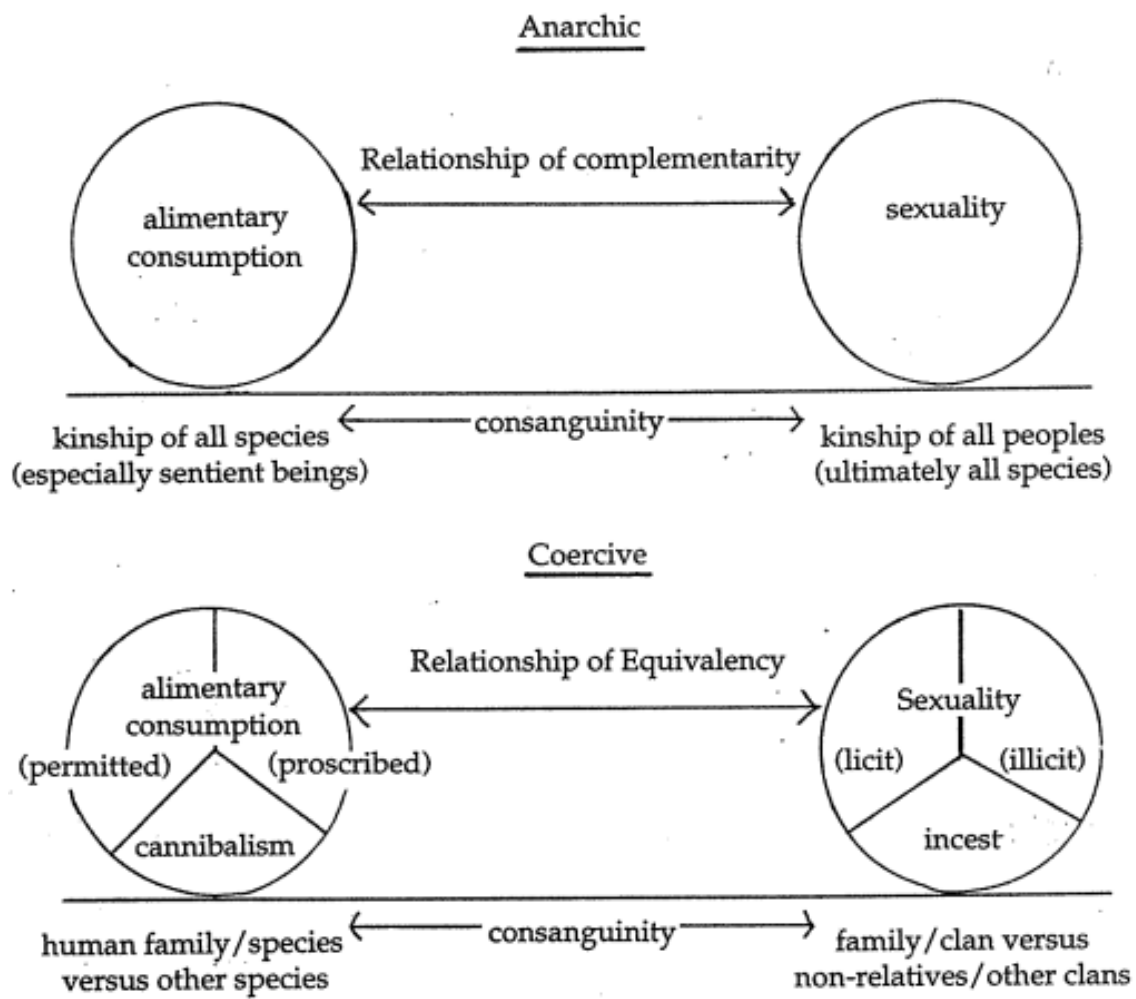 Anarchic
Relationship of complementarity
alimentary
consumption
sexuality
consanguinity
kinship of all species
(especially sentient beings)
kinship of all peoples
(ultimately all species)
Coercive
Relationship of Equivalency
alimentary
consumption
(permitted)
(proscribed)
cannibalism
Sexuality
(licit)
(illicit)
incest
consanguinity
human family/species
versus other species
family/clan versus
non-relatives/other clans